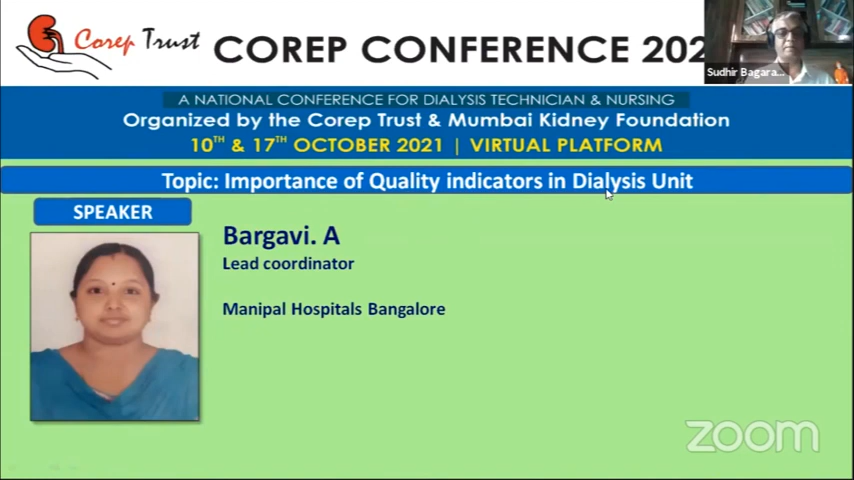 Corep Trust
COREP CONFERENCE 202
Sudhir Bagara...
A NATIONAL CONFERENCE FOR DIALYSIS TECHNICIAN & NURSING
Organized by the Corep Trust & Mumbai Kidney Foundation
10TH & 17TH OCTOBER 2021 | VIRTUAL PLATFORM
Topic: Importance of Quality indicators in Dialysis Unit
SPEAKER
Bargavi. A
Lead coordinator
Manipal Hospitals Bangalore
zoom